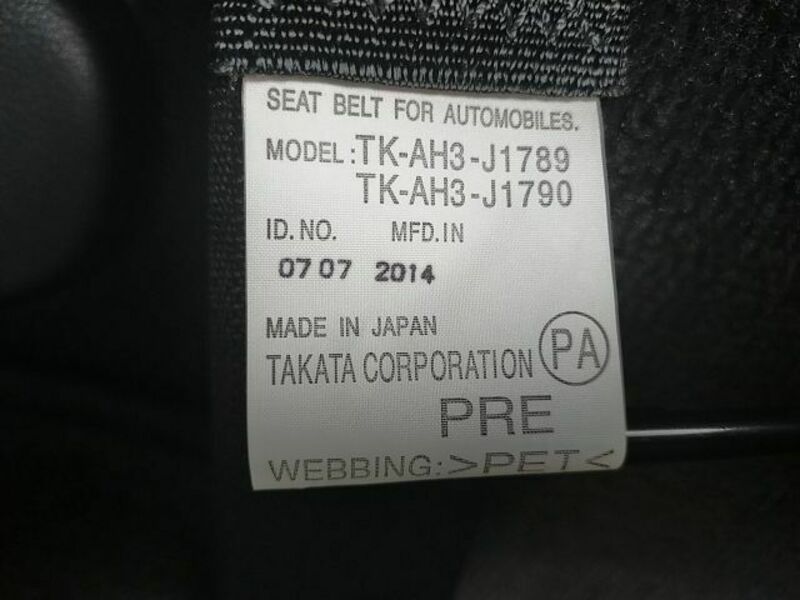 SEAT BELT FOR AUTOMOBILES.
MODEL:TK-AH3-J1789
TK-AH3-J1790
ID.NO. MFD.IN
07 07 2014
MADE IN JAPAN
TAKATA CORPORATION PA
PRE
WEBBING:>PET<